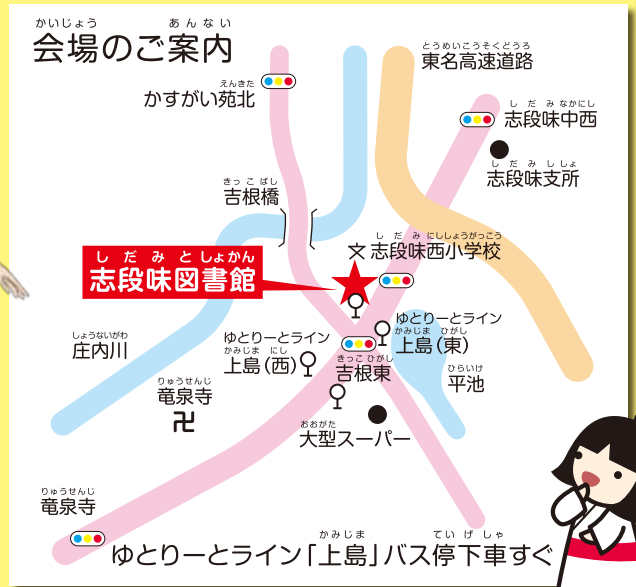 かいじょう あんない
会場のご案内
とうめいこうそくどうろ
東名高速道路
えんきた
かすがい苑北
しだみなかにし
志段味中西
しだみししょ
志段味支所
きっこばし
吉根橋
しだみにししょうがっこう
文 志段味西小学校
しだみとしょかん
志段味図書館
ゆとりーとライン
かみじま ひがし
上島(東)
しょうないがわ
庄内川
ゆとりーとライン
かみじま にし
上島(西)
きっこ ひがし
吉根東
ひらいけ
平池
りゅうせんじ
竜泉寺
卍
おおがた
大型スーパー
りゅうせんじ
竜泉寺
かみじま ていげしゃ
ゆとりーとライン「上島」バス停下車すぐ